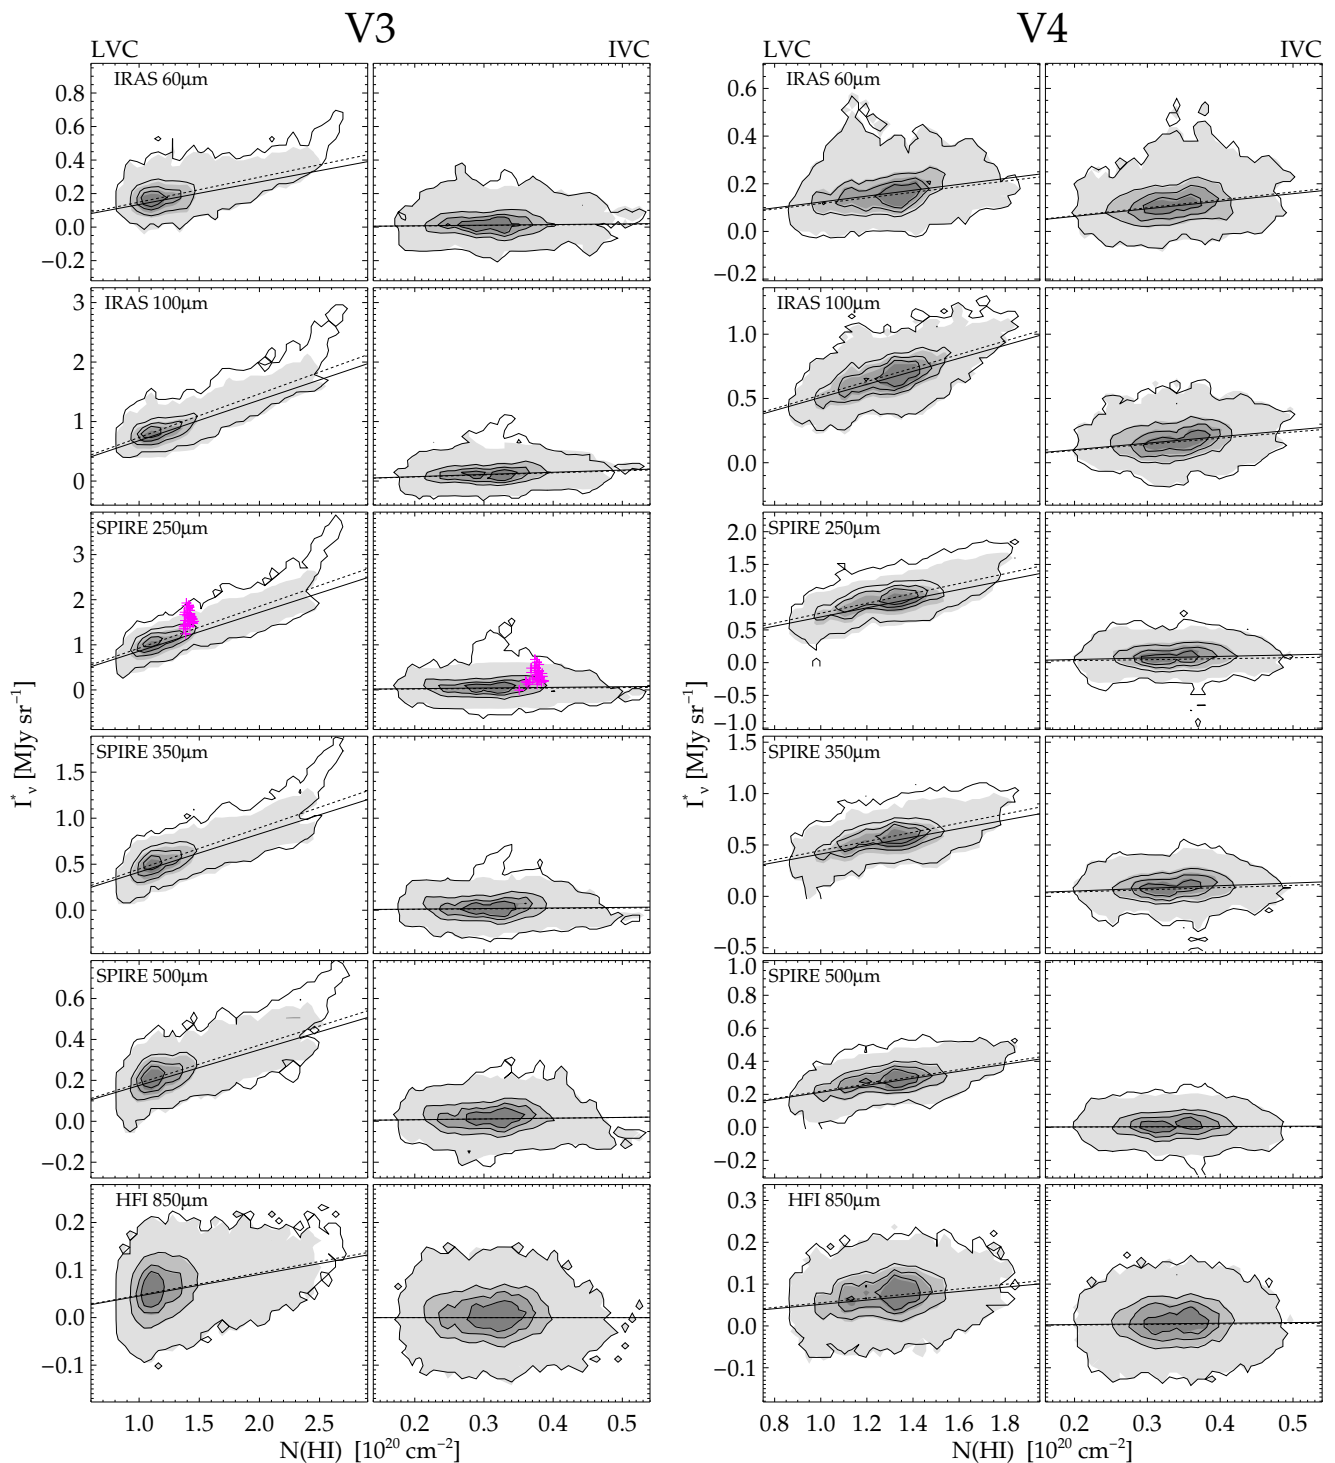 V3
LVC IVC
IRAS 60μm
0.8
0.6
0.4
0.2
0.0
−0.2
IRAS 100μm
3
2
1
0
SPIRE 250μm
3
2
1
0
SPIRE 350μm
1.5
1.0
0.5
0.0
SPIRE 500μm
0.6
0.4
0.2
0.0
−0.2
HFI 850μm
0.2
0.1
0.0
−0.1
I*ν [MJy sr−1]
1.0 1.5 2.0 2.5 0.2 0.3 0.4 0.5
N(HI) [10²⁰ cm−2]
V4
LVC IVC
IRAS 60μm
0.6
0.4
0.2
0.0
−0.2
IRAS 100μm
1.0
0.5
0.0
SPIRE 250μm
2.0
1.5
1.0
0.5
0.0
−0.5
−1.0
SPIRE 350μm
1.5
1.0
0.5
0.0
−0.5
SPIRE 500μm
1.0
0.8
0.6
0.4
0.2
0.0
−0.2
HFI 850μm
0.3
0.2
0.1
0.0
−0.1
I*ν [MJy sr−1]
0.8 1.0 1.2 1.4 1.6 1.8 0.2 0.3 0.4 0.5
N(HI) [10²⁰ cm−2]